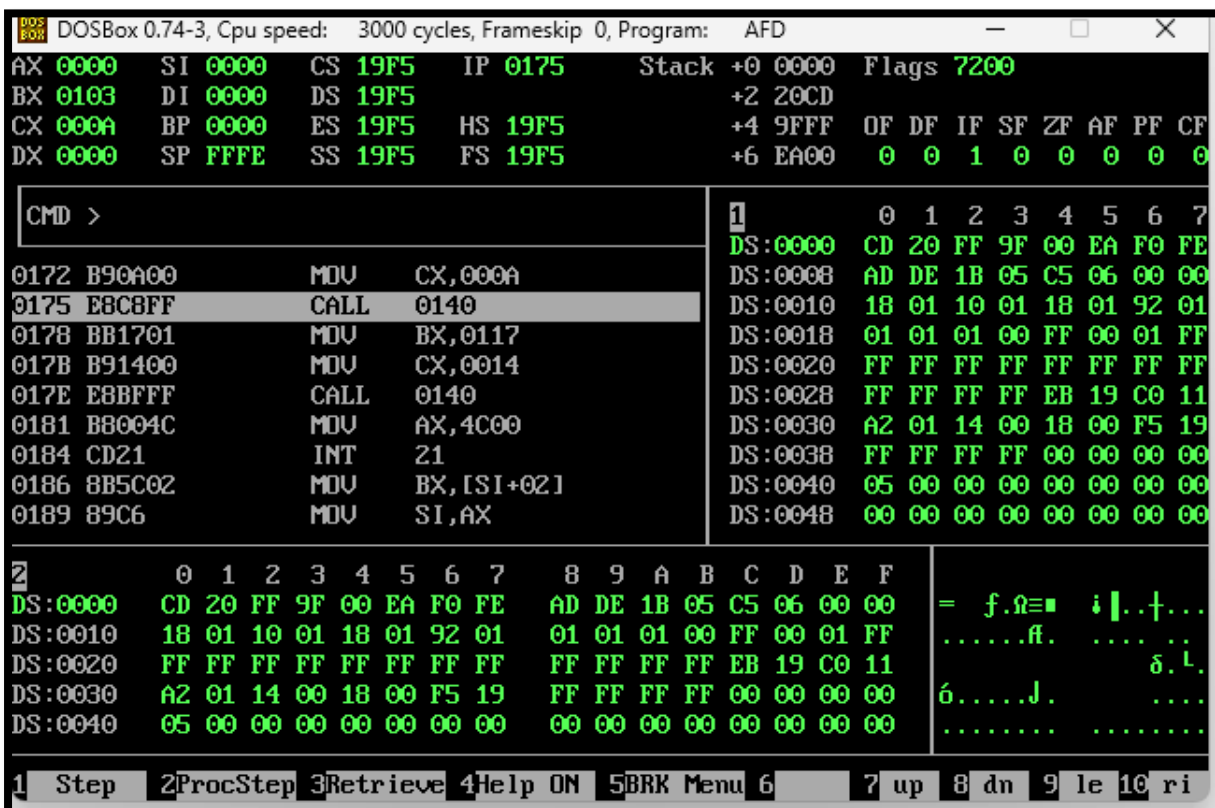 DOSBox 0.74-3, Cpu speed: 3000 cycles, Frameskip 0, Program: AFD
AX 0000 SI 0000 CS 19F5 IP 0175 Stack +0 0000 Flags 7200
BX 0103 DI 0000 DS 19F5 +2 20CD
CX 000A BP 0000 ES 19F5 HS 19F5 +4 9FFF OF DF IF SF ZF AF PF CF
DX 0000 SP FFFE SS 19F5 FS 19F5 +6 EA00 0 0 1 0 0 0 0 0
CMD >
0172 B90A00 MOV CX,000A
0175 E8C8FF CALL 0140
0178 BB1701 MOV BX,0117
017B B91400 MOV CX,0014
017E E8BFFF CALL 0140
0181 B8004C MOV AX,4C00
0184 CD21 INT 21
0186 8B5C02 MOV BX,[SI+02]
0189 89C6 MOV SI,AX
1 0 1 2 3 4 5 6 7
DS:0000 CD 20 FF 9F 00 EA F0 FE
DS:0008 AD DE 1B 05 C5 06 00 00
DS:0010 18 01 10 01 18 01 92 01
DS:0018 01 01 01 00 FF 00 01 FF
DS:0020 FF FF FF FF FF FF FF FF
DS:0028 FF FF FF FF EB 19 C0 11
DS:0030 A2 01 14 00 18 00 F5 19
DS:0038 FF FF FF FF 00 00 00 00
DS:0040 05 00 00 00 00 00 00 00
DS:0048 00 00 00 00 00 00 00 00
2 0 1 2 3 4 5 6 7 8 9 A B C D E F
DS:0000 CD 20 FF 9F 00 EA F0 FE AD DE 1B 05 C5 06 00 00 = ƒ.Ω≡■ ¡▐..┼...
DS:0010 18 01 10 01 18 01 92 01 01 01 01 00 FF 00 01 FF ......Æ. .... ..
DS:0020 FF FF FF FF FF FF FF FF FF FF FF FF EB 19 C0 11 δ.└.
DS:0030 A2 01 14 00 18 00 F5 19 FF FF FF FF 00 00 00 00 ó.....⌡. ....
DS:0040 05 00 00 00 00 00 00 00 00 00 00 00 00 00 00 00 ........ ........
1 Step 2ProcStep 3Retrieve 4Help ON 5BRK Menu 6 7 up 8 dn 9 le 10 ri